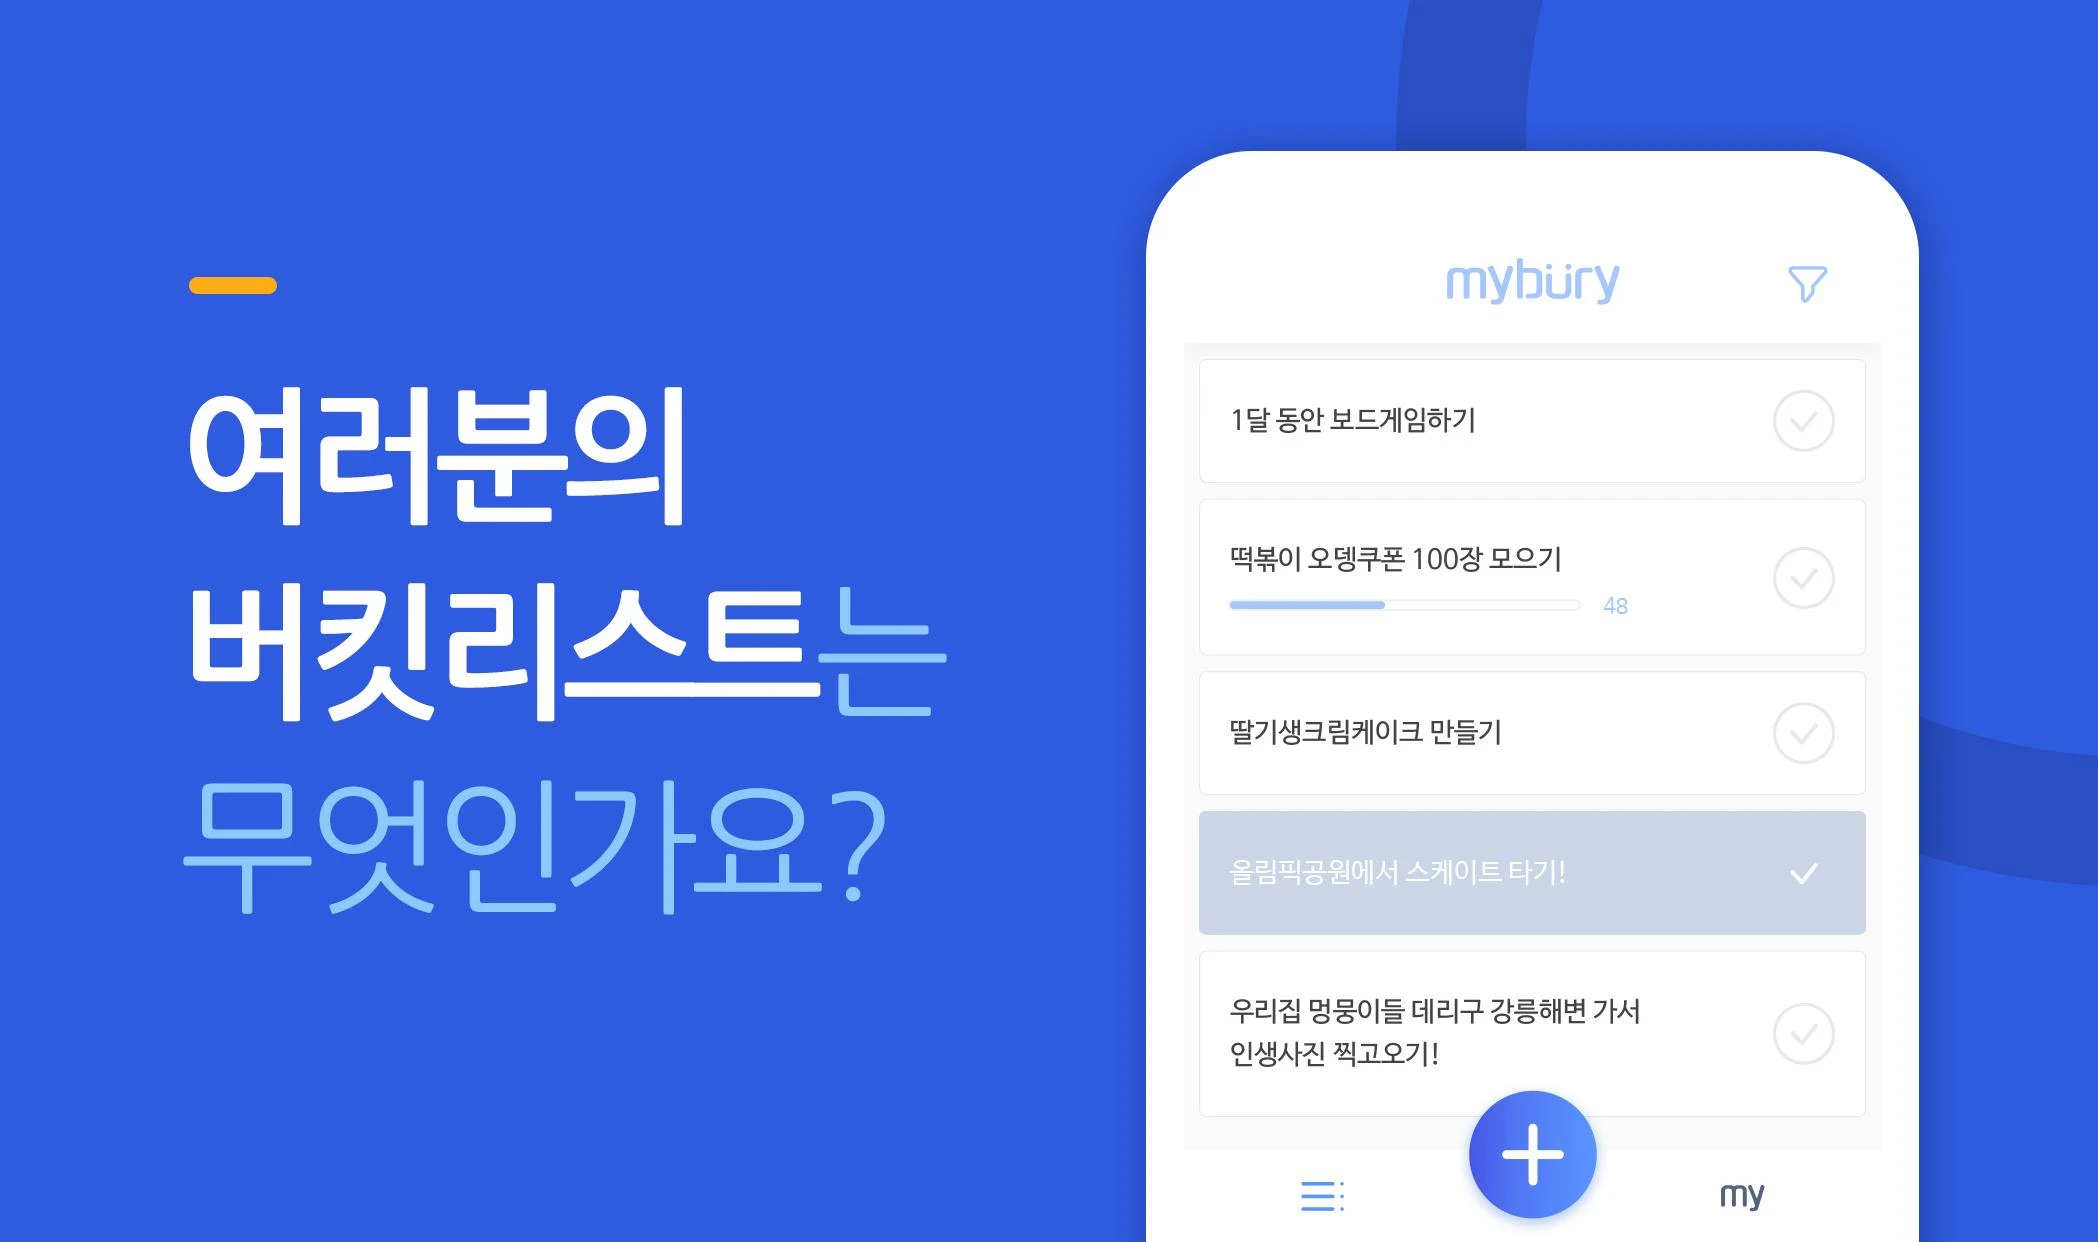 여러분의
버킷리스트는
무엇인가요?
mybury
1달 동안 보드게임하기
떡볶이 오뎅쿠폰 100장 모으기
48
딸기생크림케이크 만들기
올림픽공원에서 스케이트 타기!
우리집 멍뭉이들 데리구 강릉해변 가서
인생사진 찍고오기!
my